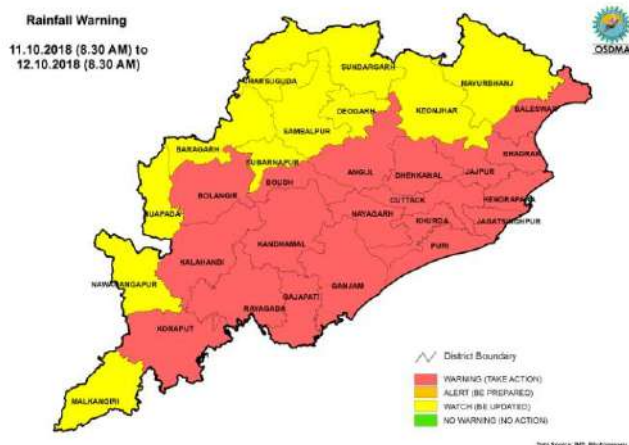 Rainfall Warning
11.10.2018 (8.30 AM) to
12.10.2018 (8.30 AM)
OSDMA
SUNDARGARH
JHARSUGUDA
MAYURBHANJ
DEOGARH
KEONJHAR
BALESWAR
SAMBALPUR
BARAGARH
BHADRAK
SUBARNAPUR
ANGUL
DHENKANAL
JAJPUR
BOLANGIR
BOUDH
KENDRAPARA
CUTTACK
NUAPADA
NAYAGARH
KHURDA
JAGATSINGHPUR
KANDHAMAL
PURI
KALAHANDI
NAWARANGAPUR
GANJAM
GAJAPATI
RAYAGADA
KORAPUT
MALKANGIRI
District Boundary
WARNING (TAKE ACTION)
ALERT (BE PREPARED)
WATCH (BE UPDATED)
NO WARNING (NO ACTION)